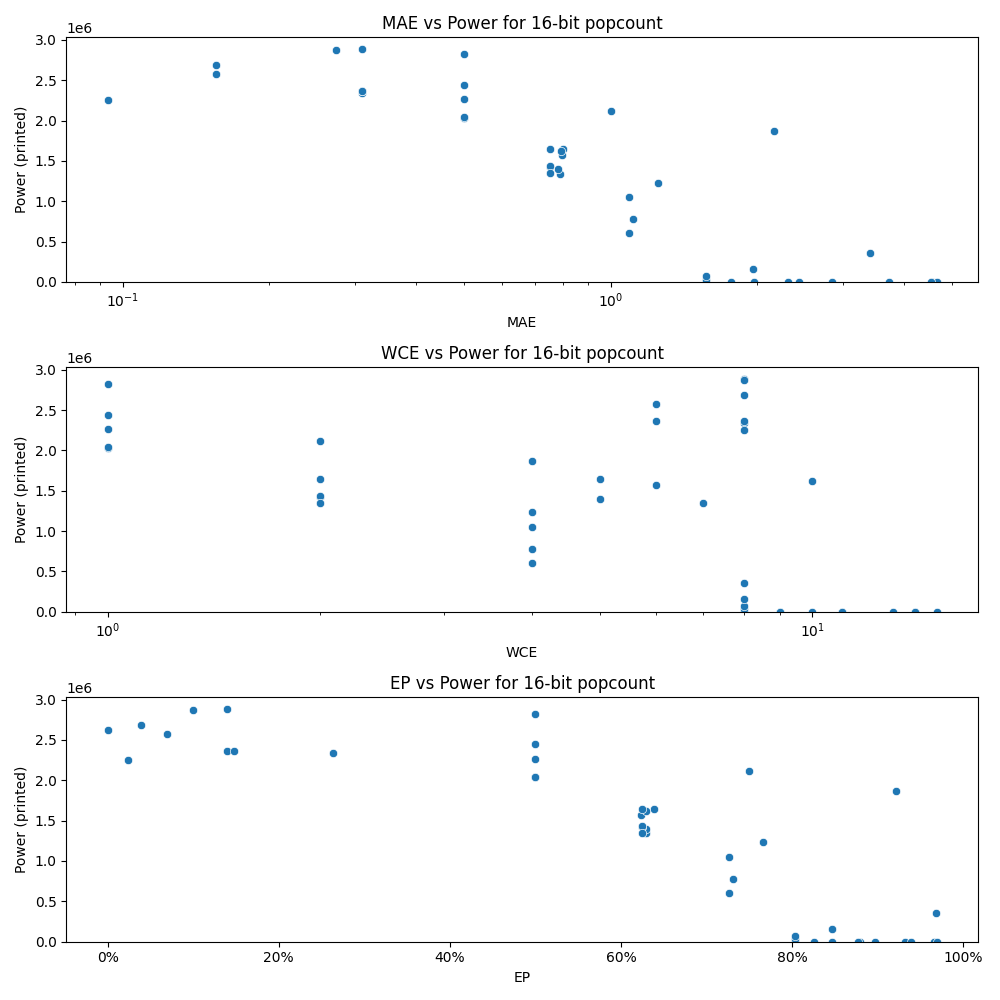 MAE vs Power for 16-bit popcount
1e6
3.0
2.5
2.0
1.5
1.0
0.5
0.0
Power (printed)
10⁻¹
10⁰
MAE
WCE vs Power for 16-bit popcount
1e6
3.0
2.5
2.0
1.5
1.0
0.5
0.0
Power (printed)
10⁰
10¹
WCE
EP vs Power for 16-bit popcount
1e6
3.0
2.5
2.0
1.5
1.0
0.5
0.0
Power (printed)
0%
20%
40%
60%
80%
100%
EP